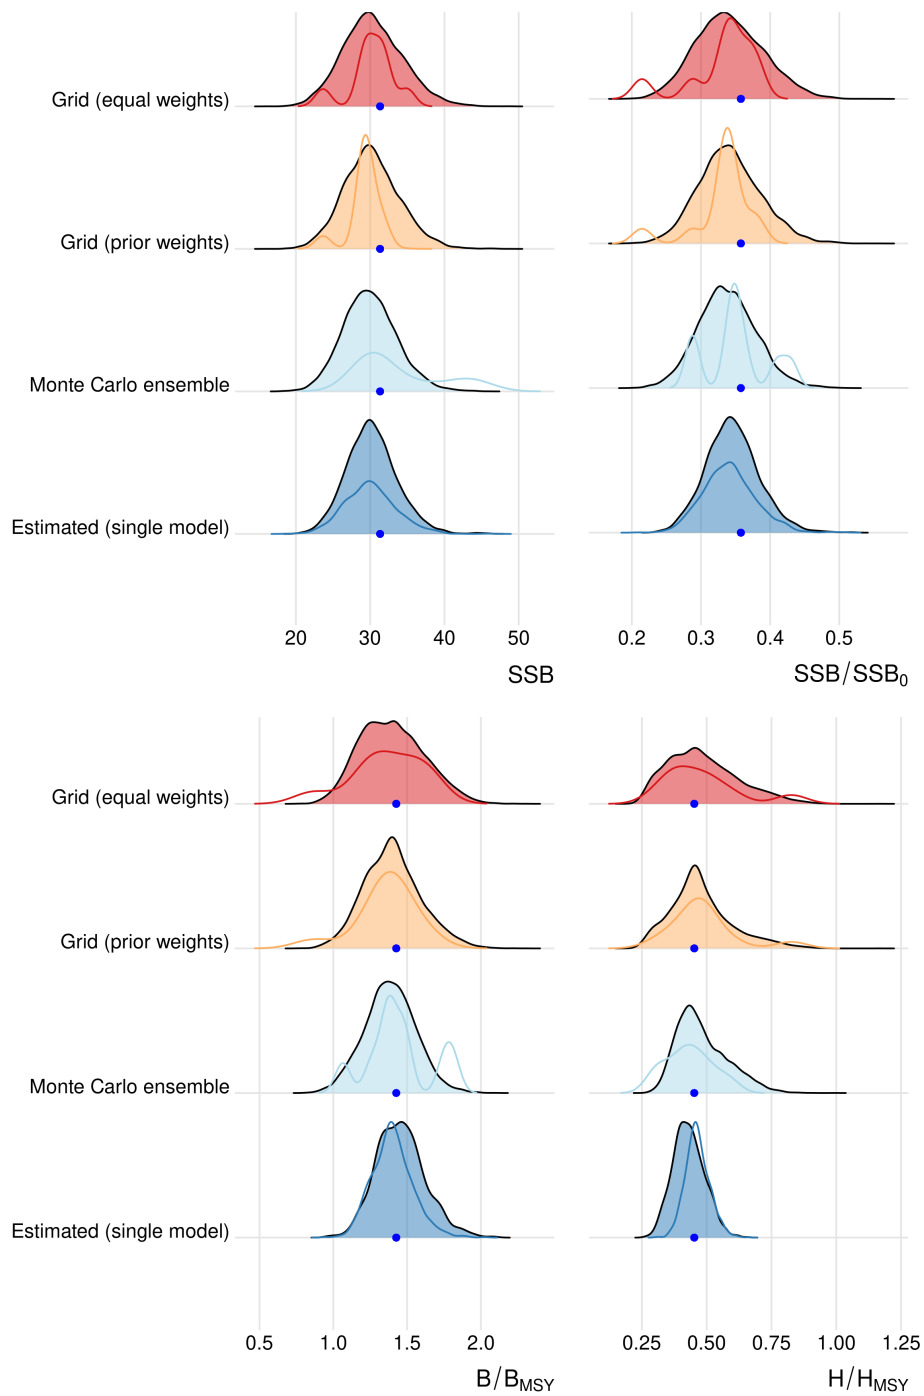 Grid (equal weights)
Grid (prior weights)
Monte Carlo ensemble
Estimated (single model)
20 30 40 50
SSB
0.2 0.3 0.4 0.5
SSB/SSB₀
Grid (equal weights)
Grid (prior weights)
Monte Carlo ensemble
Estimated (single model)
0.5 1.0 1.5 2.0
B/B_MSY
0.25 0.50 0.75 1.00 1.25
H/H_MSY